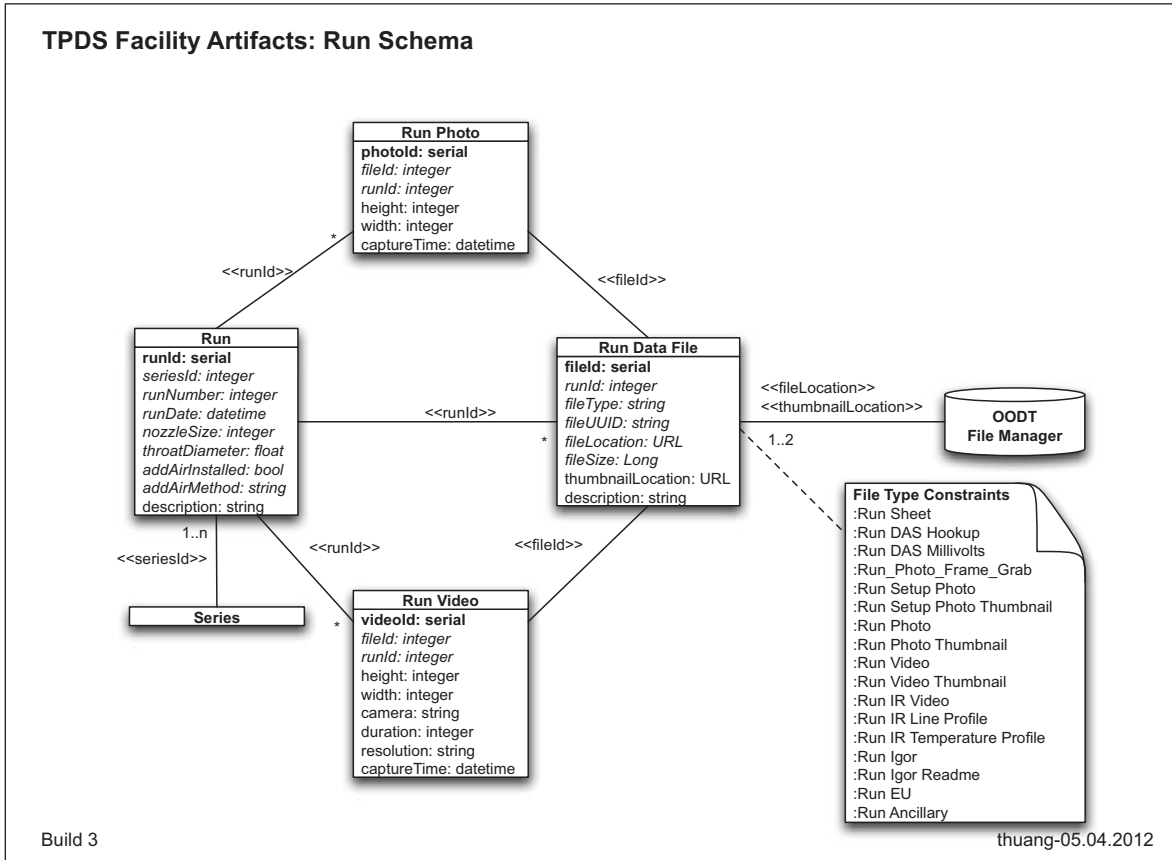 TPDS Facility Artifacts: Run Schema
Run Photo
photoId: serial
fileId: integer
runId: integer
height: integer
width: integer
captureTime: datetime
*
<<runId>>
<<fileId>>
Run
runId: serial
seriesId: integer
runNumber: integer
runDate: datetime
nozzleSize: integer
throatDiameter: float
addAirInstalled: bool
addAirMethod: string
description: string
<<runId>>
*
Run Data File
fileId: serial
runId: integer
fileType: string
fileUUID: string
fileLocation: URL
fileSize: Long
thumbnailLocation: URL
description: string
<<fileLocation>>
<<thumbnailLocation>>
1..2
OODT
File Manager
1..n
<<seriesId>>
Series
<<runId>>
*
<<fileId>>
Run Video
videoId: serial
fileId: integer
runId: integer
height: integer
width: integer
camera: string
duration: integer
resolution: string
captureTime: datetime
File Type Constraints
:Run Sheet
:Run DAS Hookup
:Run DAS Millivolts
:Run_Photo_Frame_Grab
:Run Setup Photo
:Run Setup Photo Thumbnail
:Run Photo
:Run Photo Thumbnail
:Run Video
:Run Video Thumbnail
:Run IR Video
:Run IR Line Profile
:Run IR Temperature Profile
:Run Igor
:Run Igor Readme
:Run EU
:Run Ancillary
Build 3
thuang-05.04.2012